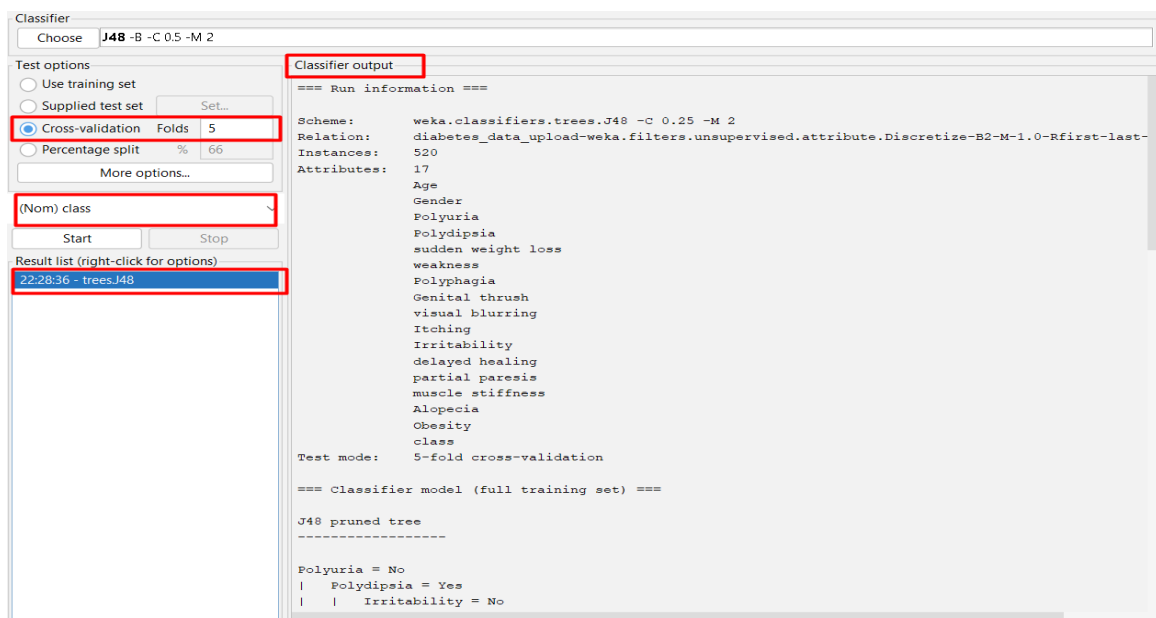 Classifier
Choose J48 -B -C 0.5 -M 2
Test options
Use training set
Supplied test set Set...
Cross-validation Folds 5
Percentage split % 66
More options...
(Nom) class
Start Stop
Result list (right-click for options)
22:28:36 - trees.J48
Classifier output
=== Run information ===
Scheme: weka.classifiers.trees.J48 -C 0.25 -M 2
Relation: diabetes_data_upload-weka.filters.unsupervised.attribute.Discretize-B2-M-1.0-Rfirst-last-
Instances: 520
Attributes: 17
Age
Gender
Polyuria
Polydipsia
sudden weight loss
weakness
Polyphagia
Genital thrush
visual blurring
Itching
Irritability
delayed healing
partial paresis
muscle stiffness
Alopecia
Obesity
class
Test mode: 5-fold cross-validation
=== Classifier model (full training set) ===
J48 pruned tree
------------------
Polyuria = No
| Polydipsia = Yes
| | Irritability = No